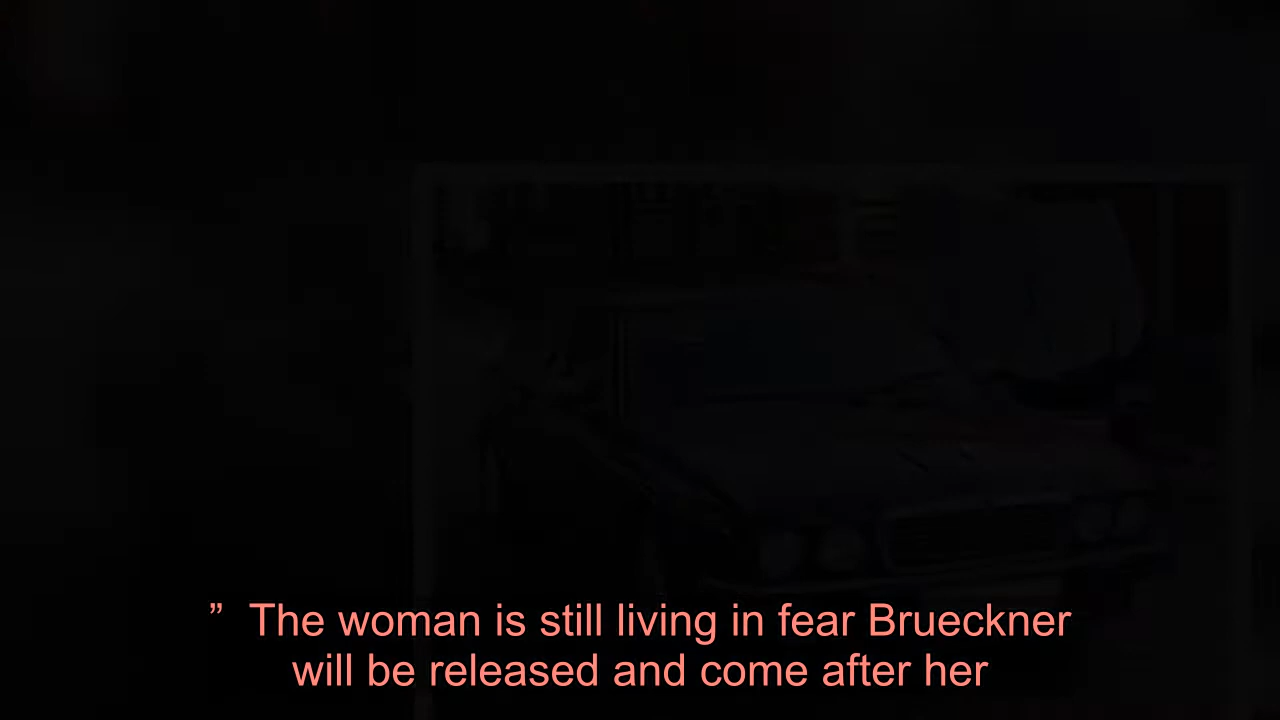 ” The woman is still living in fear Brueckner
will be released and come after her